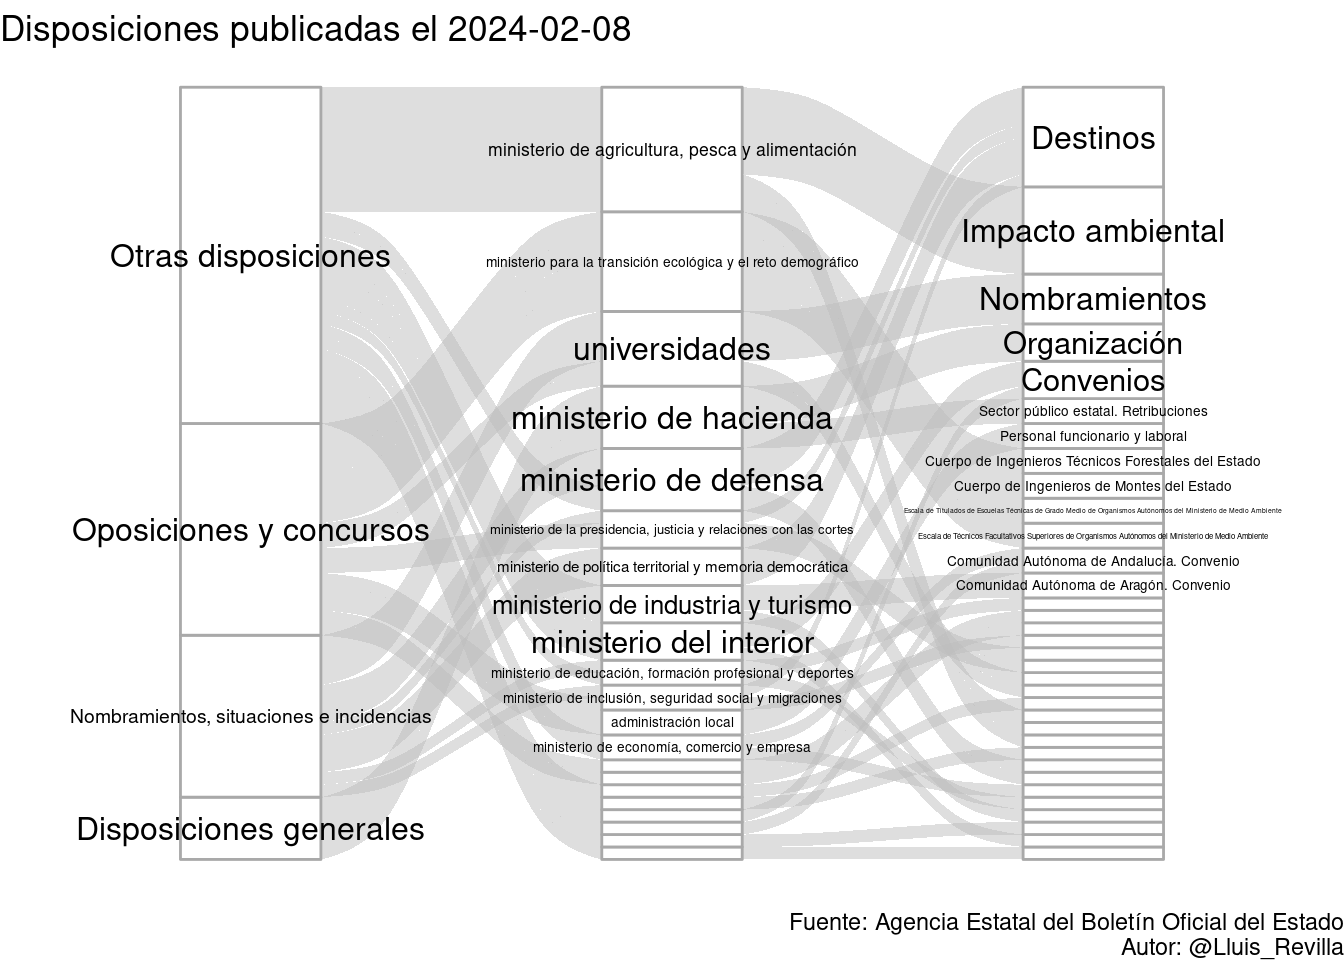 Disposiciones publicadas el 2024-02-08
Otras disposiciones
Oposiciones y concursos
Nombramientos, situaciones e incidencias
Disposiciones generales
ministerio de agricultura, pesca y alimentación
ministerio para la transición ecológica y el reto demográfico
universidades
ministerio de hacienda
ministerio de defensa
ministerio de la presidencia, justicia y relaciones con las cortes
ministerio de política territorial y memoria democrática
ministerio de industria y turismo
ministerio del interior
ministerio de educación, formación profesional y deportes
ministerio de inclusión, seguridad social y migraciones
administración local
ministerio de economía, comercio y empresa
Destinos
Impacto ambiental
Nombramientos
Organización
Convenios
Sector público estatal. Retribuciones
Personal funcionario y laboral
Cuerpo de Ingenieros Técnicos Forestales del Estado
Cuerpo de Ingenieros de Montes del Estado
Escala de Titulados de Escuelas Técnicas de Grado Medio de Organismos Autónomos del Ministerio de Medio Ambiente
Escala de Técnicos Facultativos Superiores de Organismos Autónomos del Ministerio de Medio Ambiente
Comunidad Autónoma de Andalucía. Convenio
Comunidad Autónoma de Aragón. Convenio
Fuente: Agencia Estatal del Boletín Oficial del Estado
Autor: @Lluis_Revilla